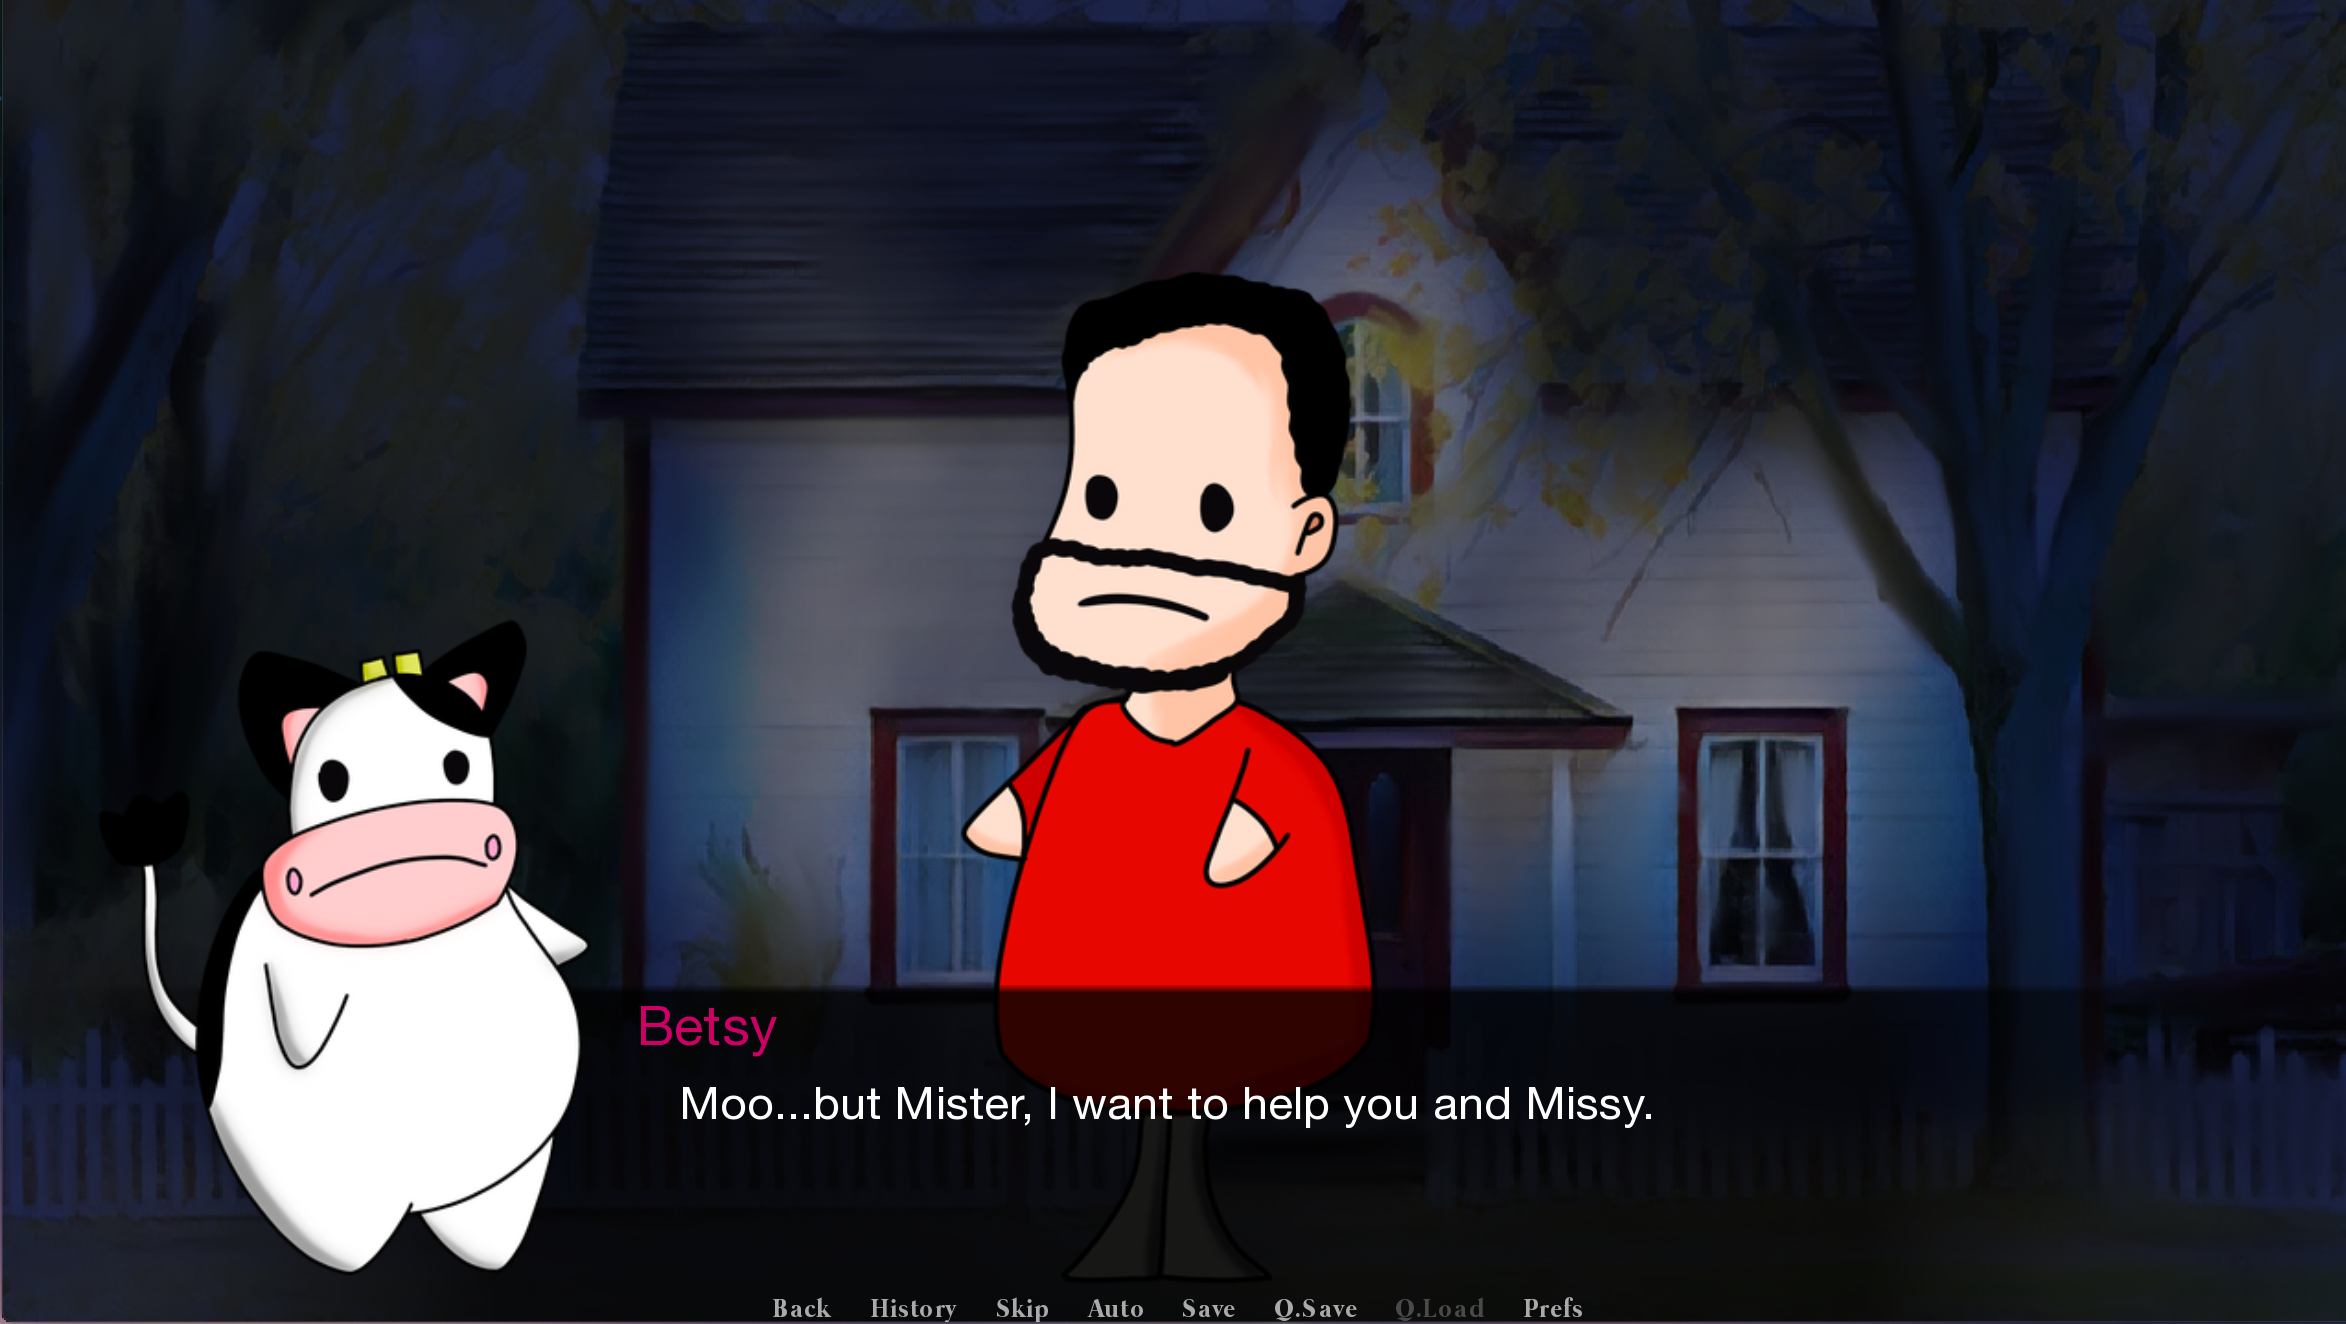 Betsy
Moo...but Mister, I want to help you and Missy.
Back History Skip Auto Save Q.Save Q.Load Prefs